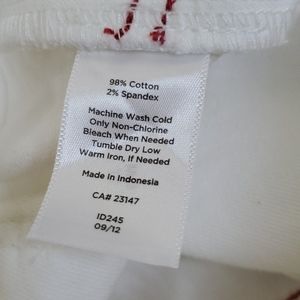 98% Cotton
2% Spandex
Machine Wash Cold
Only Non-Chlorine
Bleach When Needed
Tumble Dry Low
Warm Iron, If Needed
Made in Indonesia
CA# 23147
ID245
09/12